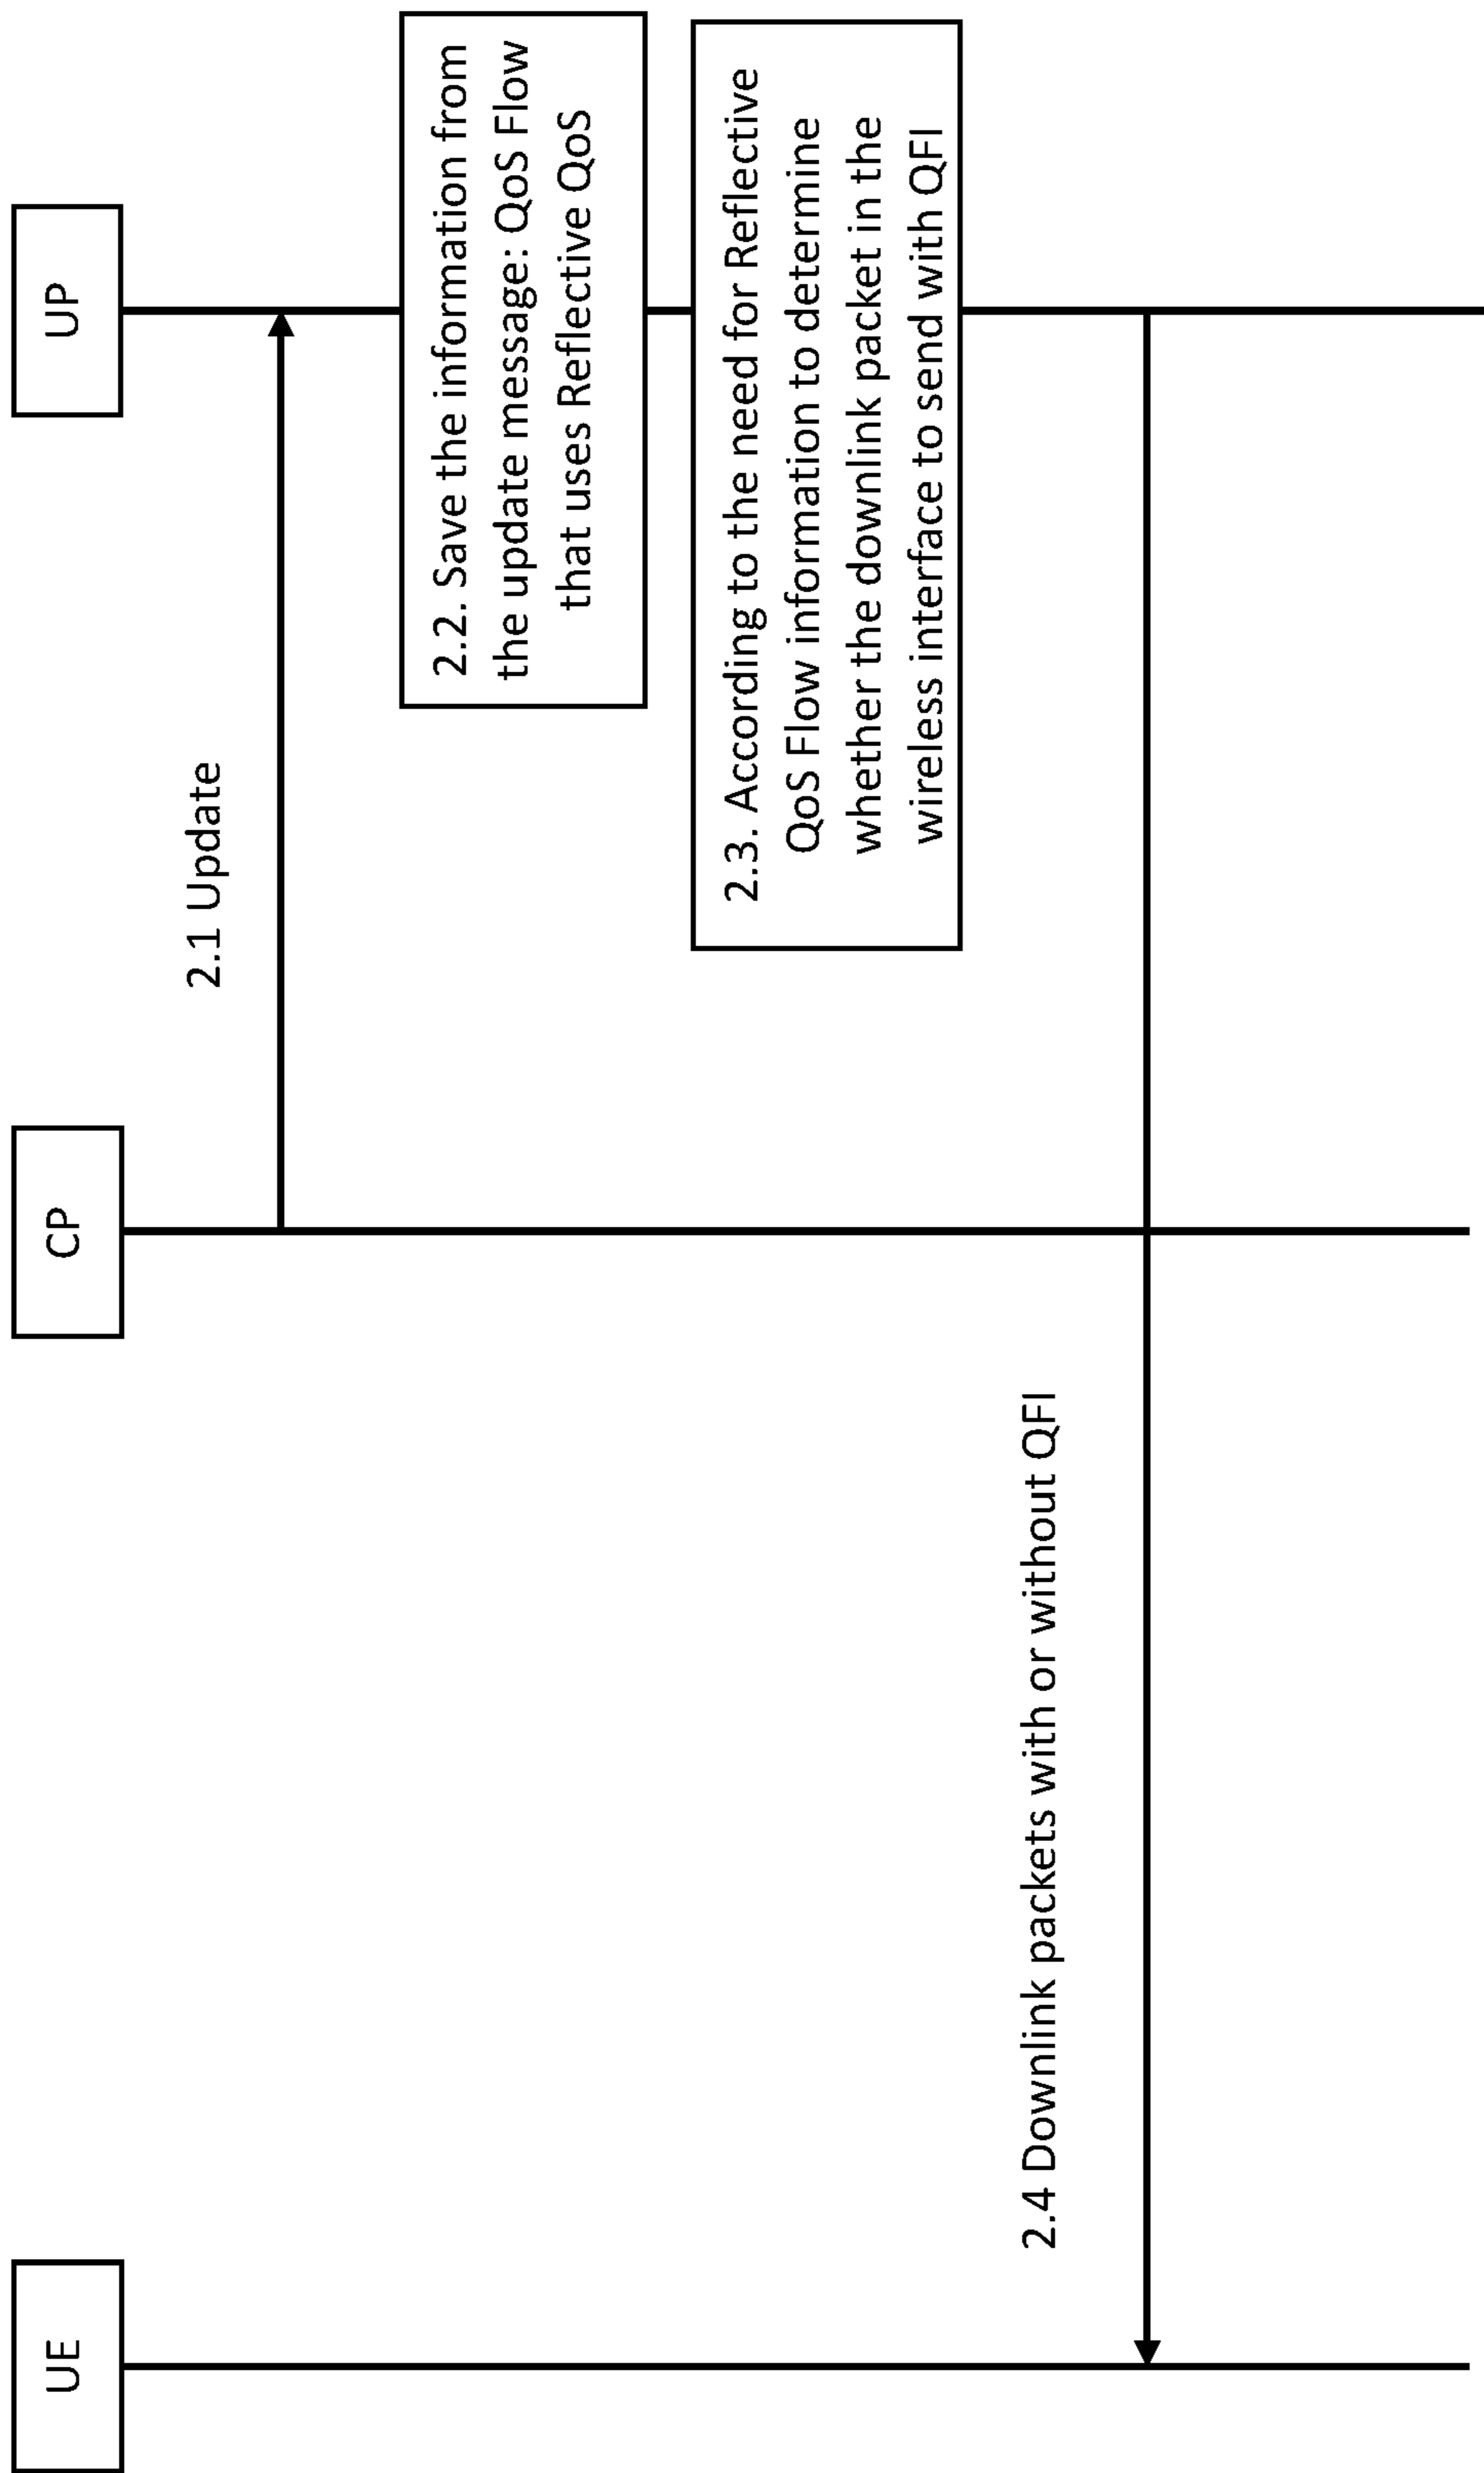 UE
CP
UP
2.1 Update
2.2. Save the information from
the update message: QoS Flow
that uses Reflective QoS
2.3. According to the need for Reflective
QoS Flow information to determine
whether the downlink packet in the
wireless interface to send with QFI
2.4 Downlink packets with or without QFI